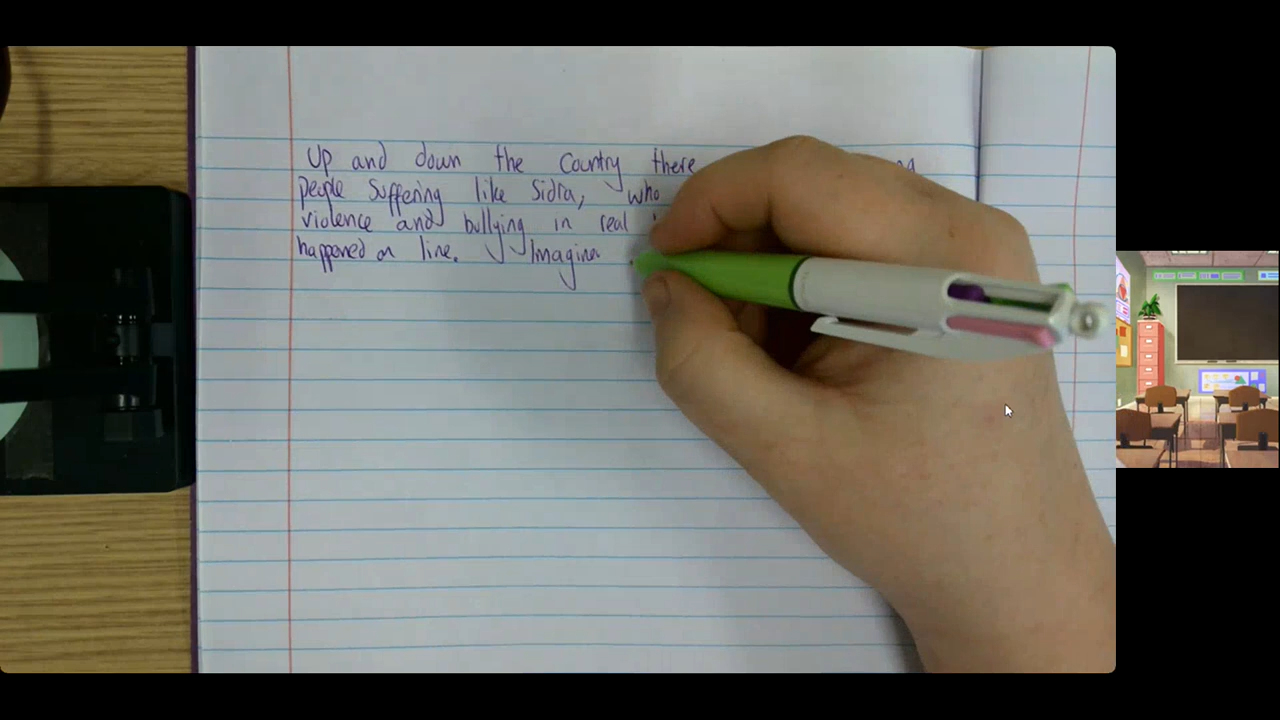 Up and down the Country there
people suffering like Sidra, who
violence and bullying in real
happened on line. Imagine